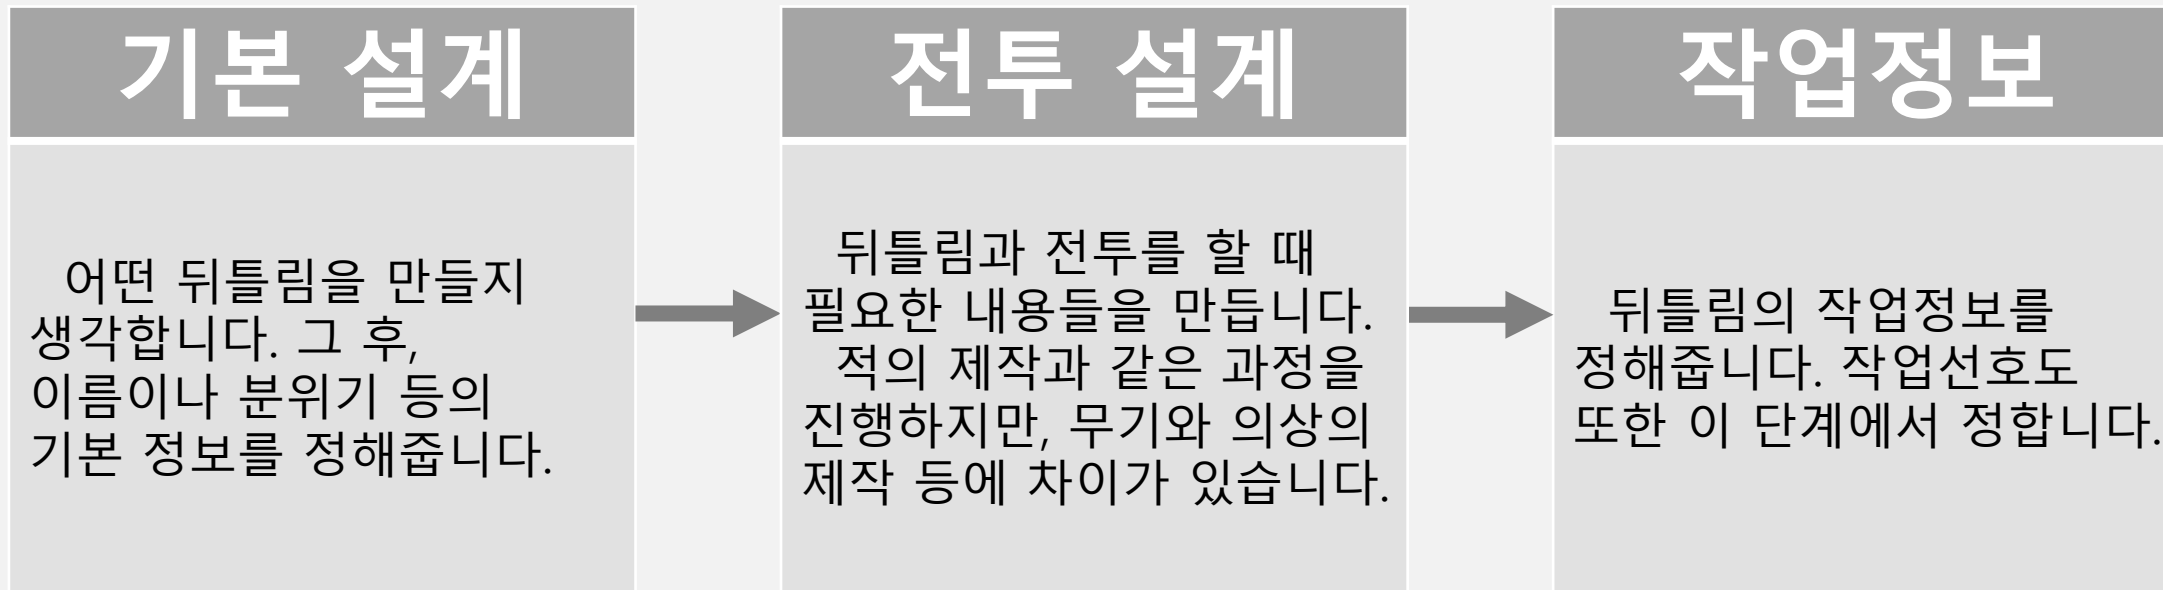 기본 설계
어떤 뒤틀림을 만들지
생각합니다. 그 후,
이름이나 분위기 등의
기본 정보를 정해줍니다.
전투 설계
뒤틀림과 전투를 할 때
필요한 내용들을 만듭니다.
적의 제작과 같은 과정을
진행하지만, 무기와 의상의
제작 등에 차이가 있습니다.
작업정보
뒤틀림의 작업정보를
정해줍니다. 작업선호도
또한 이 단계에서 정합니다.